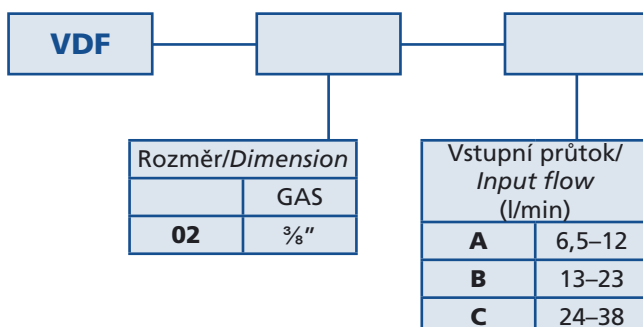 VDF
Rozměr/Dimension
GAS
02 ⅜”
Vstupní průtok/
Input flow
(l/min)
A 6,5–12
B 13–23
C 24–38